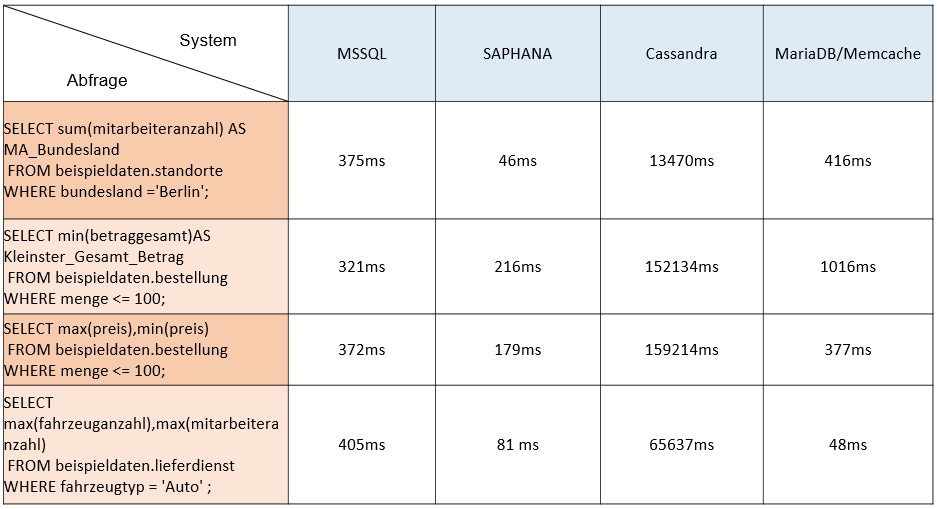 System
Abfrage
MSSQL
SAPHANA
Cassandra
MariaDB/Memcache
SELECT sum(mitarbeiteranzahl) AS
MA_Bundesland
FROM beispieldaten.standorte
WHERE bundesland ='Berlin';
375ms
46ms
13470ms
416ms
SELECT min(betraggesamt)AS
Kleinster_Gesamt_Betrag
FROM beispieldaten.bestellung
WHERE menge <= 100;
321ms
216ms
152134ms
1016ms
SELECT max(preis),min(preis)
FROM beispieldaten.bestellung
WHERE menge <= 100;
372ms
179ms
159214ms
377ms
SELECT
max(fahrzeuganzahl),max(mitarbeitera
nzahl)
FROM beispieldaten.lieferdienst
WHERE fahrzeugtyp = 'Auto' ;
405ms
81 ms
65637ms
48ms